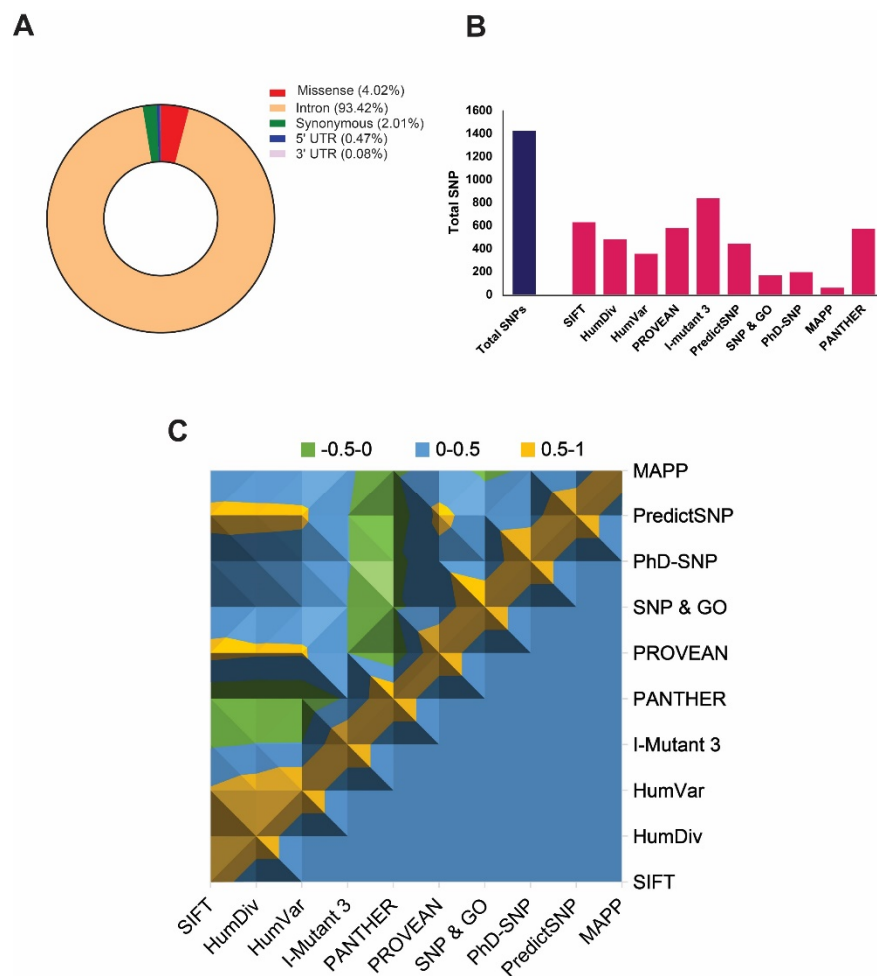 A
Missense (4.02%)
Intron (93.42%)
Synonymous (2.01%)
5' UTR (0.47%)
3' UTR (0.08%)
B
Total SNP
1600
1400
1200
1000
800
600
400
200
0
Total SNPs
SIFT
HumDiv
HumVar
PROVEAN
I-mutant 3
PredictSNP
SNP & GO
PhD-SNP
MAPP
PANTHER
C
-0.5-0
0-0.5
0.5-1
MAPP
PredictSNP
PhD-SNP
SNP & GO
PROVEAN
PANTHER
I-Mutant 3
HumVar
HumDiv
SIFT
SIFT
HumDiv
HumVar
I-Mutant 3
PANTHER
PROVEAN
SNP & GO
PhD-SNP
PredictSNP
MAPP